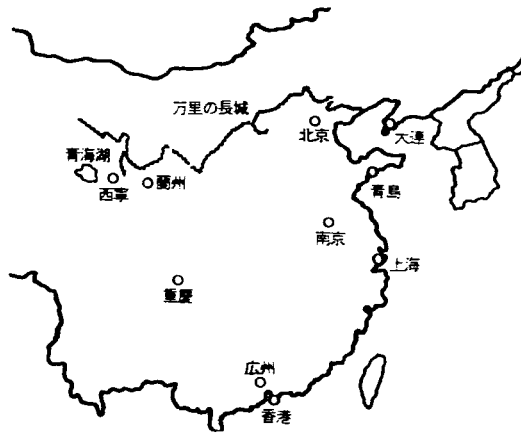 万里の長城
北京
大連
青海湖
西寧
蘭州
青島
南京
上海
重慶
広州
香港